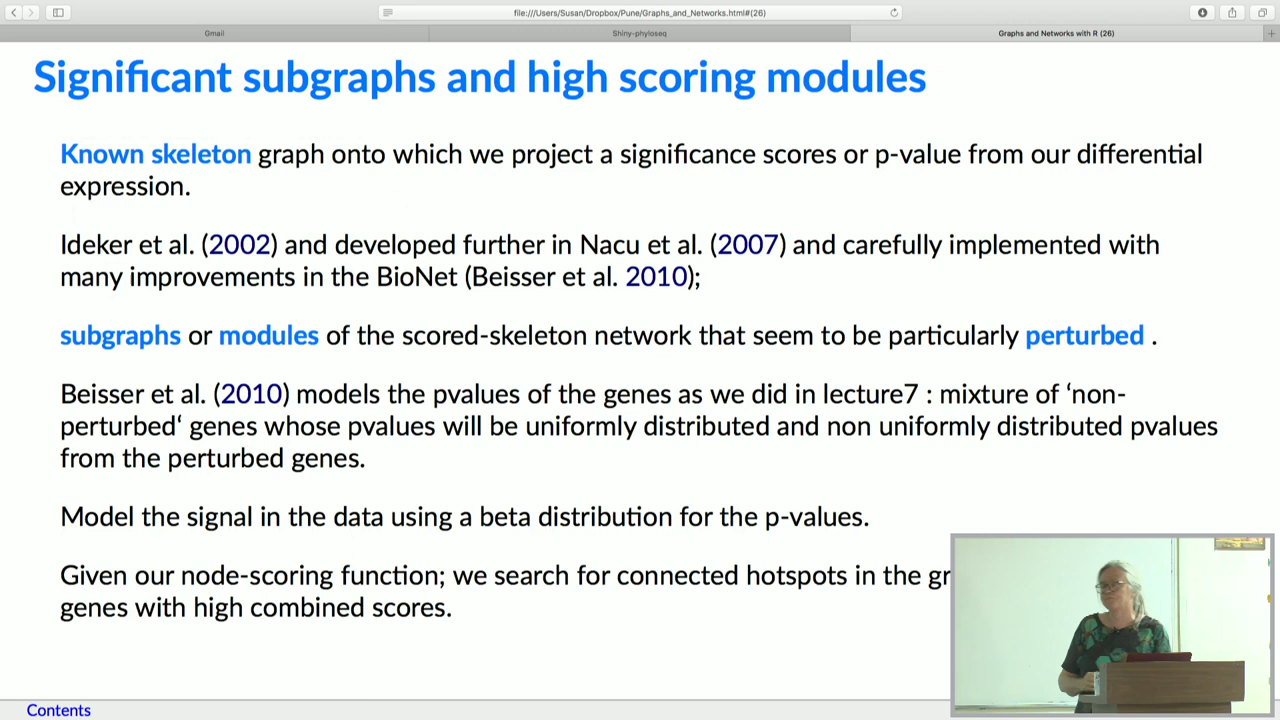 file:///Users/Susan/Dropbox/Pune/Graphs_and_Networks.html#(26)
Gmail
Shiny-phyloseq
Graphs and Networks with R (26)
Significant subgraphs and high scoring modules
Known skeleton graph onto which we project a significance scores or p-value from our differential
expression.
Ideker et al. (2002) and developed further in Nacu et al. (2007) and carefully implemented with
many improvements in the BioNet (Beisser et al. 2010);
subgraphs or modules of the scored-skeleton network that seem to be particularly perturbed .
Beisser et al. (2010) models the pvalues of the genes as we did in lecture7 : mixture of ‘non-
perturbed‘ genes whose pvalues will be uniformly distributed and non uniformly distributed pvalues
from the perturbed genes.
Model the signal in the data using a beta distribution for the p-values.
Given our node-scoring function; we search for connected hotspots in the gr
genes with high combined scores.
Contents